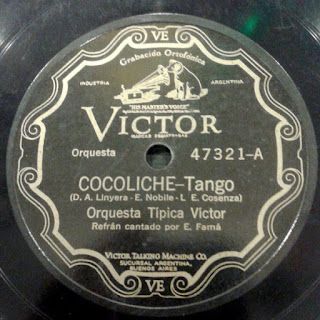 VE
Grabación Ortofónica
INDUSTRIA ARGENTINA
"HIS MASTER'S VOICE"
VICTOR
MARCAS REGISTRADAS
Orquesta 47321-A
COCOLICHE-Tango
(D. A. Linyera - E. Nobile - L. E. Cosenza)
Orquesta Típica Victor
Refrán cantado por E. Famá
VICTOR TALKING MACHINE CO.
SUCURSAL ARGENTINA,
BUENOS AIRES
VE